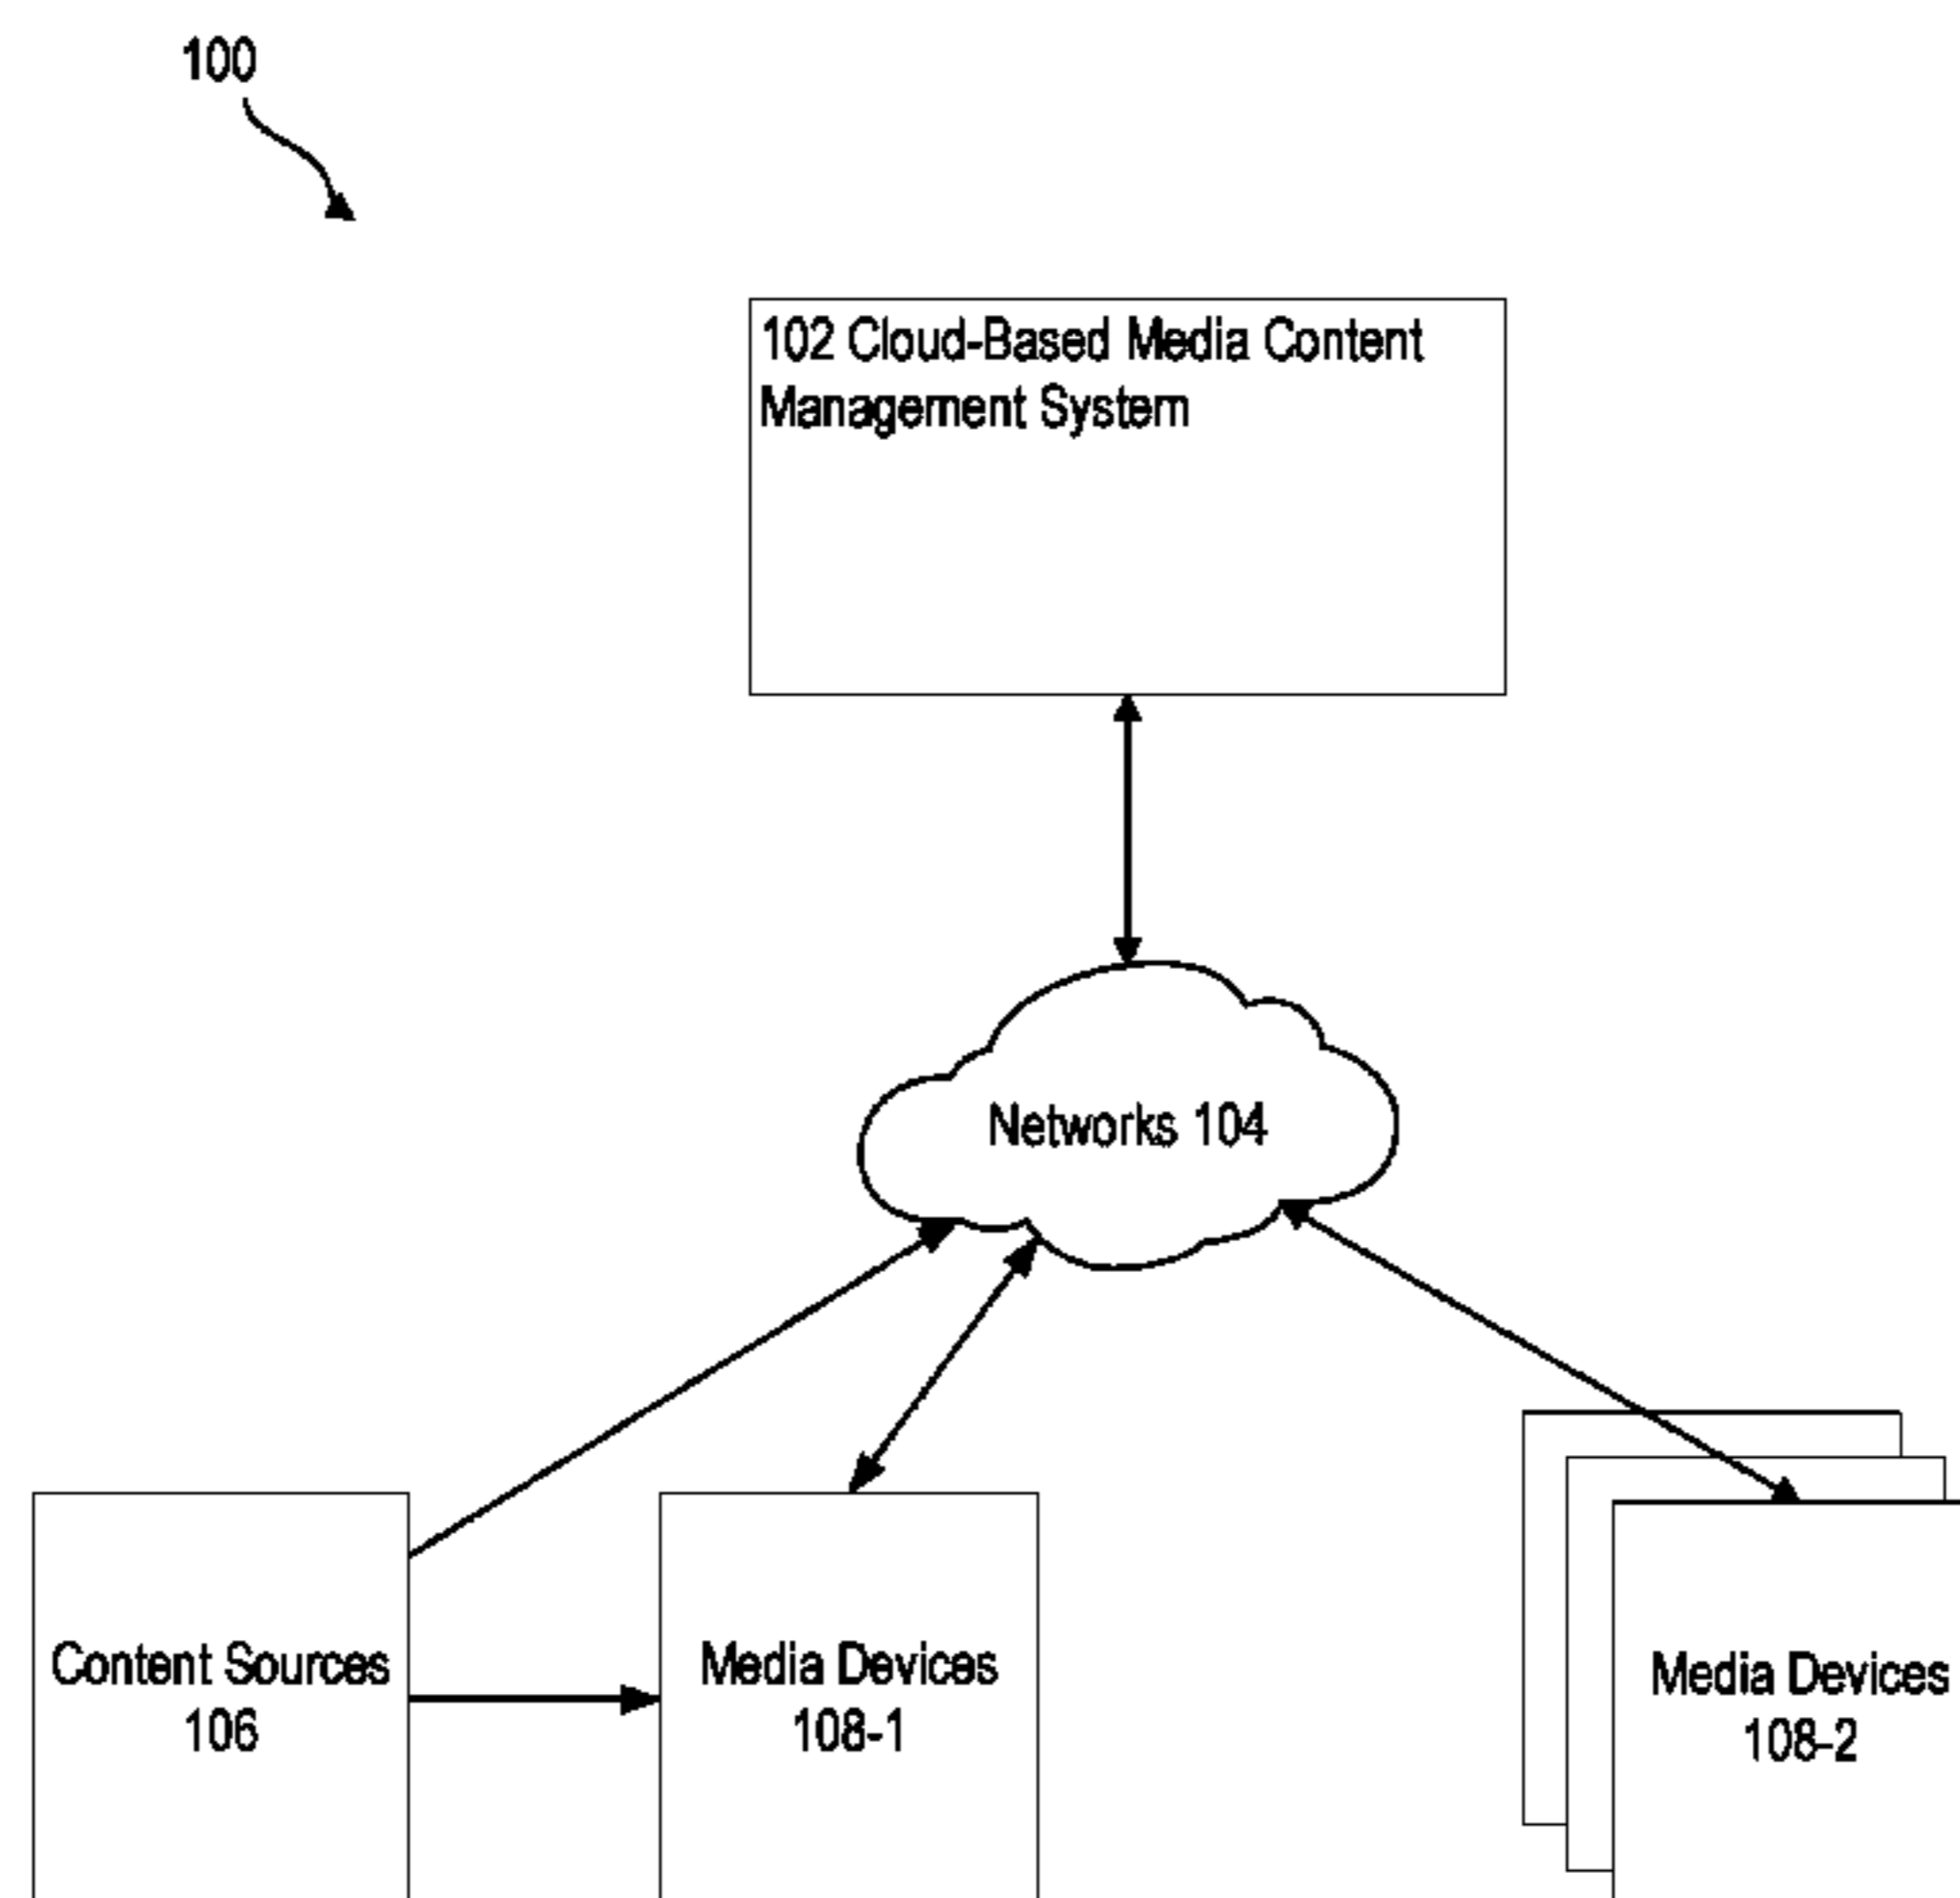 100
102 Cloud-Based Media Content
Management System
Networks 104
Content Sources
106
Media Devices
108-1
Media Devices
108-2